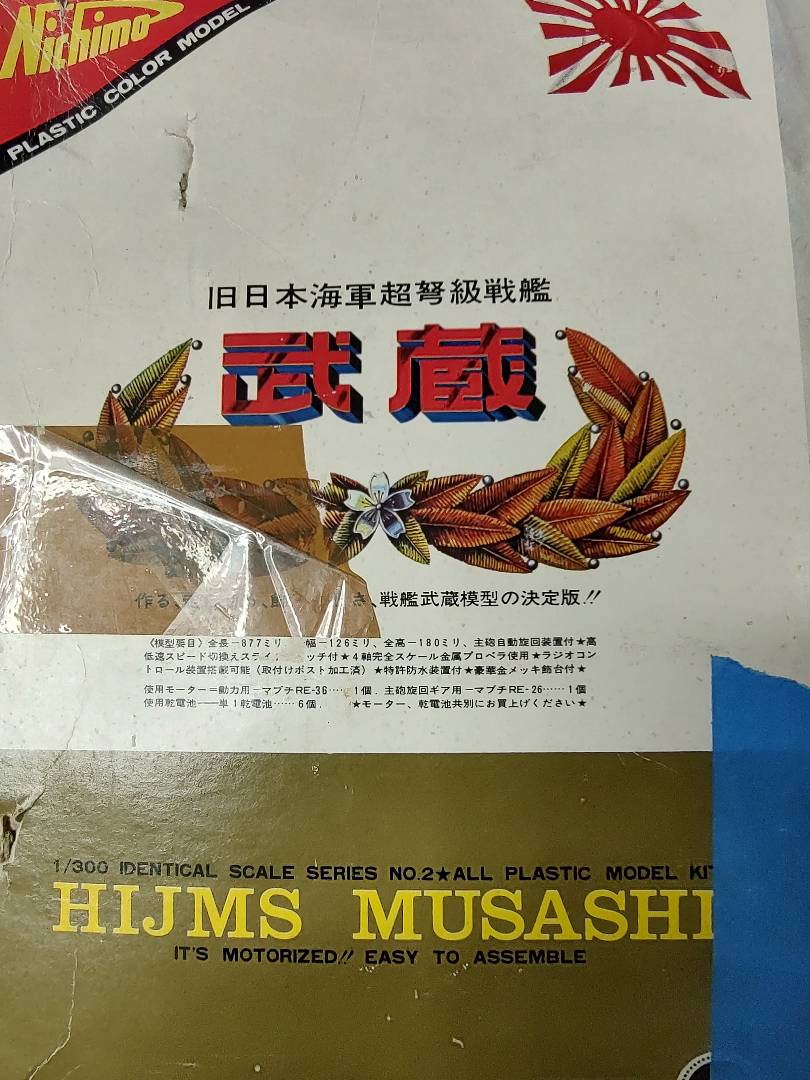 Nichimo
PLASTIC COLOR MODEL
旧日本海軍超弩級戦艦
武蔵
作る、
き、戦艦武蔵模型の決定版!!
〈模型要目〉全長−877ミリ 幅−126ミリ、全高−180ミリ、主砲自動旋回装置付★高
低速スピード切換えスライ ッチ付★4軸完全スケール金属プロペラ使用★ラジオコン
トロール装置搭載可能(取付けポスト加工済)★特許防水装置付★豪華金メッキ飾台付★
使用モーター=動力用−マブチRE-36‥‥1個.主砲旋回ギア用−マブチRE-26‥‥‥1個
使用乾電池──単1乾電池‥‥‥6個. ★モーター、乾電池共別にお買上げください★
1/300 IDENTICAL SCALE SERIES NO.2★ALL PLASTIC MODEL KI
HIJMS MUSASHI
IT'S MOTORIZED!! EASY TO ASSEMBLE